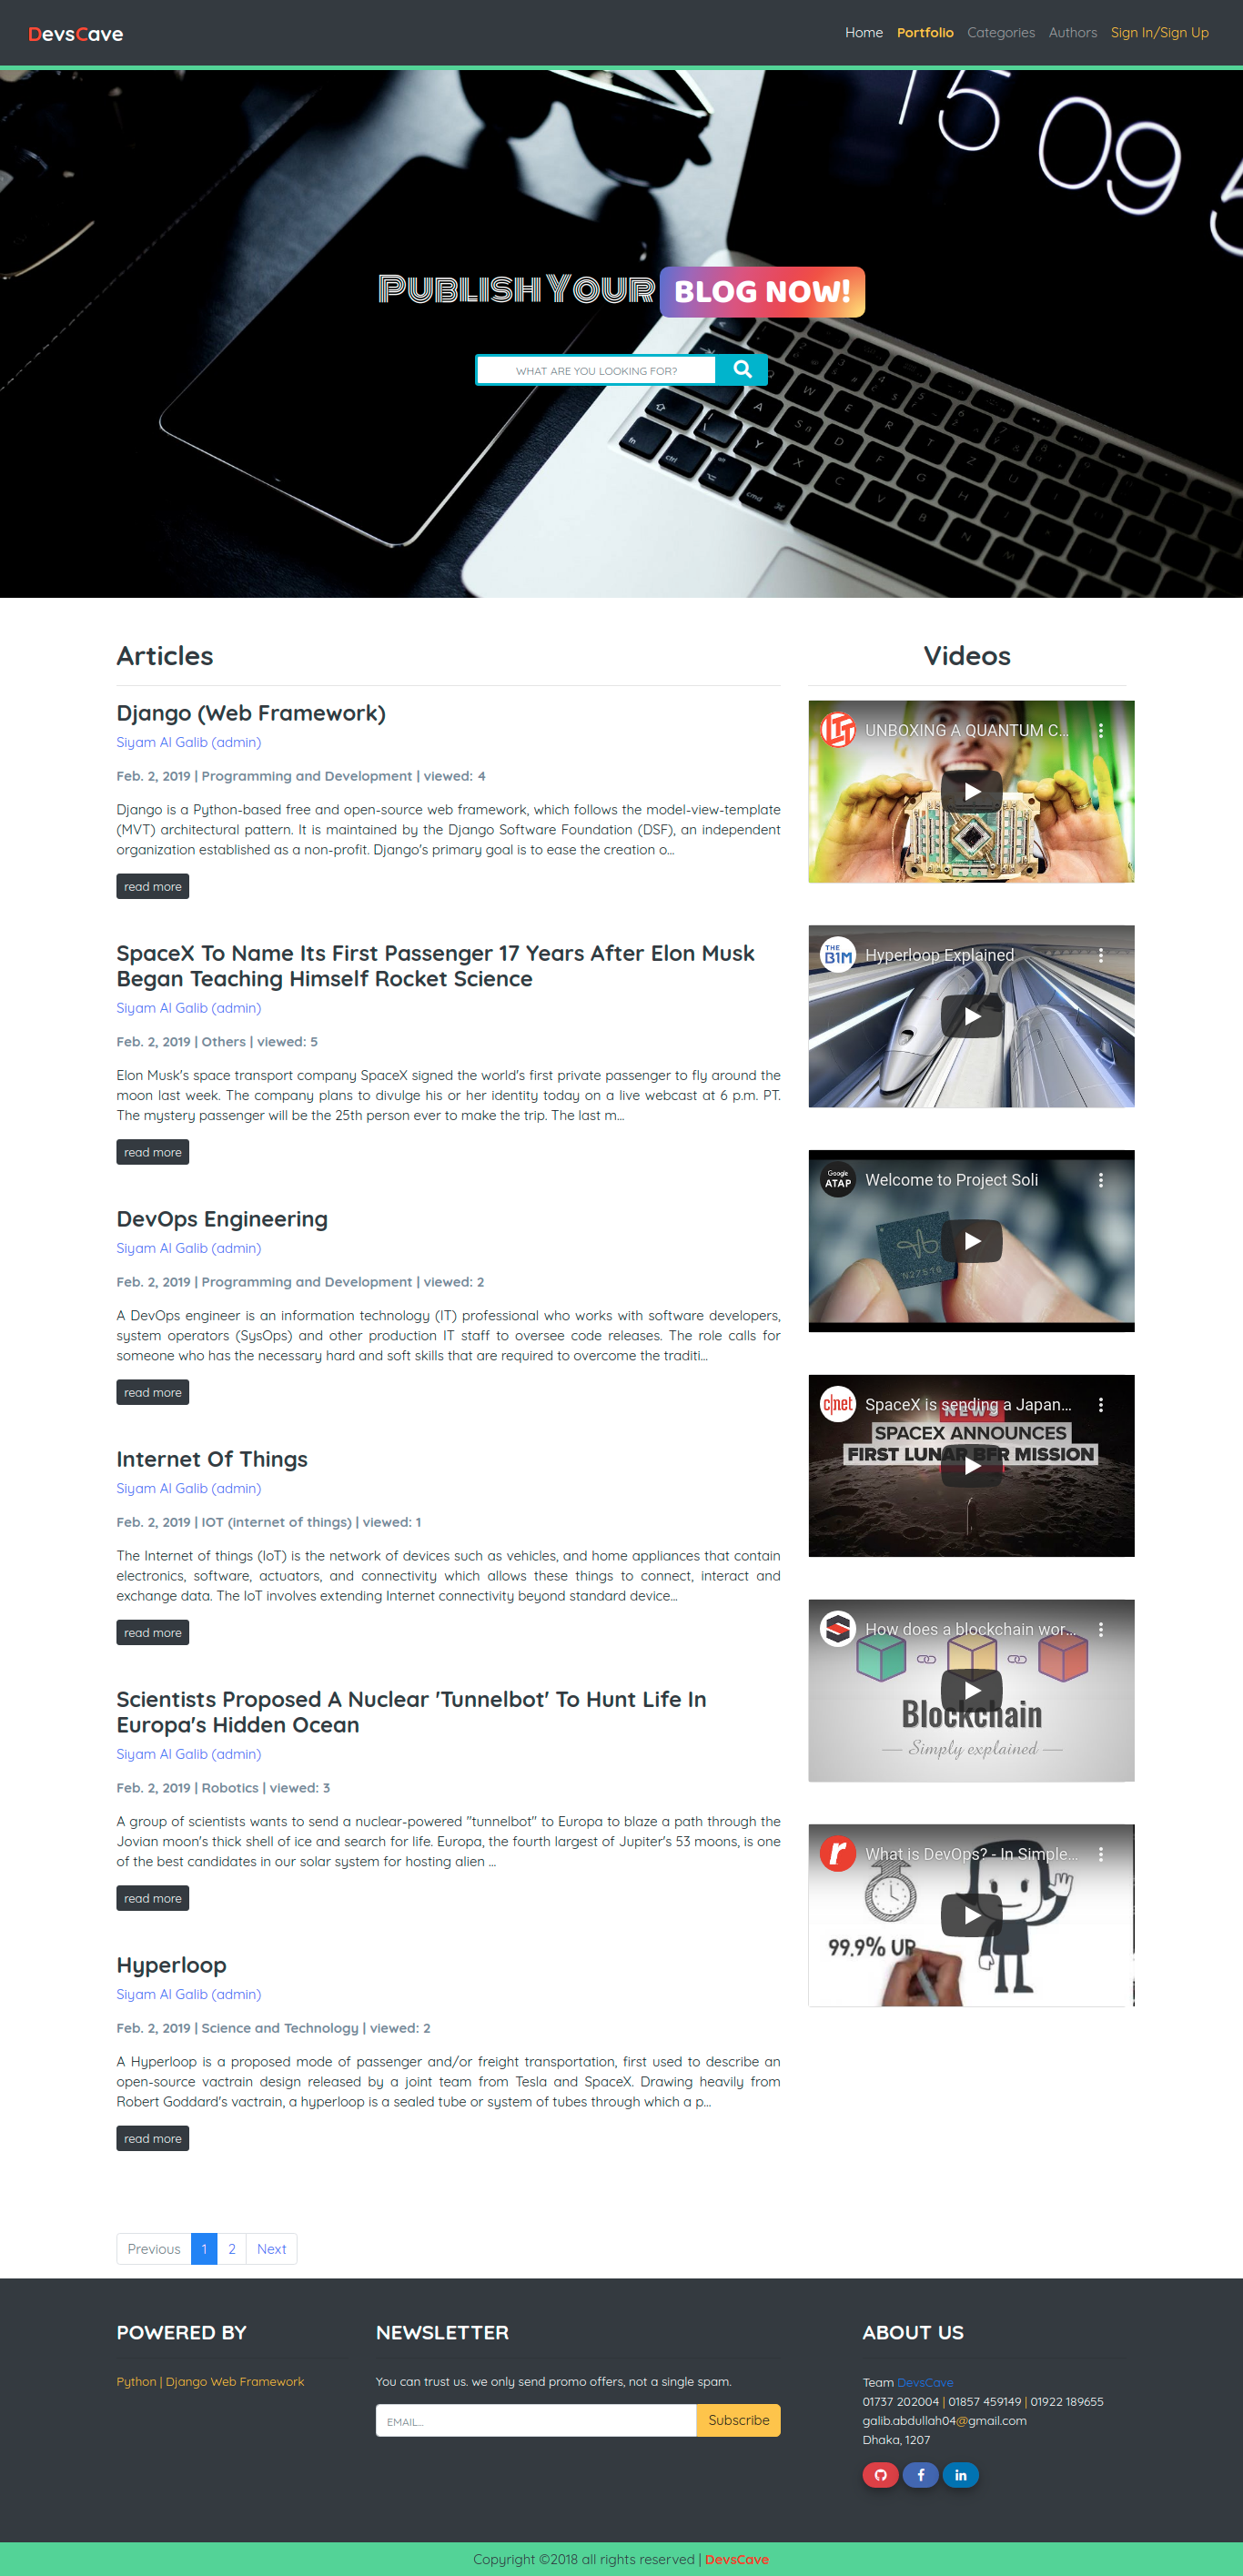 DevsCave
Home Portfolio Categories Authors Sign In/Sign Up
15
09
PUBLISH YOUR BLOG NOW!
WHAT ARE YOU LOOKING FOR?
Articles
Django (Web Framework)
Siyam Al Galib (admin)
Feb. 2, 2019 | Programming and Development | viewed: 4
Django is a Python-based free and open-source web framework, which follows the model-view-template
(MVT) architectural pattern. It is maintained by the Django Software Foundation (DSF), an independent
organization established as a non-profit. Django's primary goal is to ease the creation o...
read more
SpaceX To Name Its First Passenger 17 Years After Elon Musk
Began Teaching Himself Rocket Science
Siyam Al Galib (admin)
Feb. 2, 2019 | Others | viewed: 5
Elon Musk's space transport company SpaceX signed the world's first private passenger to fly around the
moon last week. The company plans to divulge his or her identity today on a live webcast at 6 p.m. PT.
The mystery passenger will be the 25th person ever to make the trip. The last m...
read more
DevOps Engineering
Siyam Al Galib (admin)
Feb. 2, 2019 | Programming and Development | viewed: 2
A DevOps engineer is an information technology (IT) professional who works with software developers,
system operators (SysOps) and other production IT staff to oversee code releases. The role calls for
someone who has the necessary hard and soft skills that are required to overcome the traditi...
read more
Internet Of Things
Siyam Al Galib (admin)
Feb. 2, 2019 | IOT (internet of things) | viewed: 1
The Internet of things (IoT) is the network of devices such as vehicles, and home appliances that contain
electronics, software, actuators, and connectivity which allows these things to connect, interact and
exchange data. The IoT involves extending Internet connectivity beyond standard device...
read more
Scientists Proposed A Nuclear 'Tunnelbot' To Hunt Life In
Europa's Hidden Ocean
Siyam Al Galib (admin)
Feb. 2, 2019 | Robotics | viewed: 3
A group of scientists wants to send a nuclear-powered "tunnelbot" to Europa to blaze a path through the
Jovian moon's thick shell of ice and search for life. Europa, the fourth largest of Jupiter's 53 moons, is one
of the best candidates in our solar system for hosting alien ...
read more
Hyperloop
Siyam Al Galib (admin)
Feb. 2, 2019 | Science and Technology | viewed: 2
A Hyperloop is a proposed mode of passenger and/or freight transportation, first used to describe an
open-source vactrain design released by a joint team from Tesla and SpaceX. Drawing heavily from
Robert Goddard's vactrain, a hyperloop is a sealed tube or system of tubes through which a p...
read more
Previous 1 2 Next
Videos
LTT UNBOXING A QUANTUM C...
THE B1M Hyperloop Explained
Google ATAP Welcome to Project Soli
N27516
c|net SpaceX is sending a Japan...
NEWS
SPACEX ANNOUNCES
FIRST LUNAR BFR MISSION
How does a blockchain wor...
Blockchain
Simply explained
r What is DevOps? - In Simple...
99.9% UP
POWERED BY
Python | Django Web Framework
NEWSLETTER
You can trust us. we only send promo offers, not a single spam.
EMAIL... Subscribe
ABOUT US
Team DevsCave
01737 202004 | 01857 459149 | 01922 189655
galib.abdullah04@gmail.com
Dhaka, 1207
Copyright ©2018 all rights reserved | DevsCave